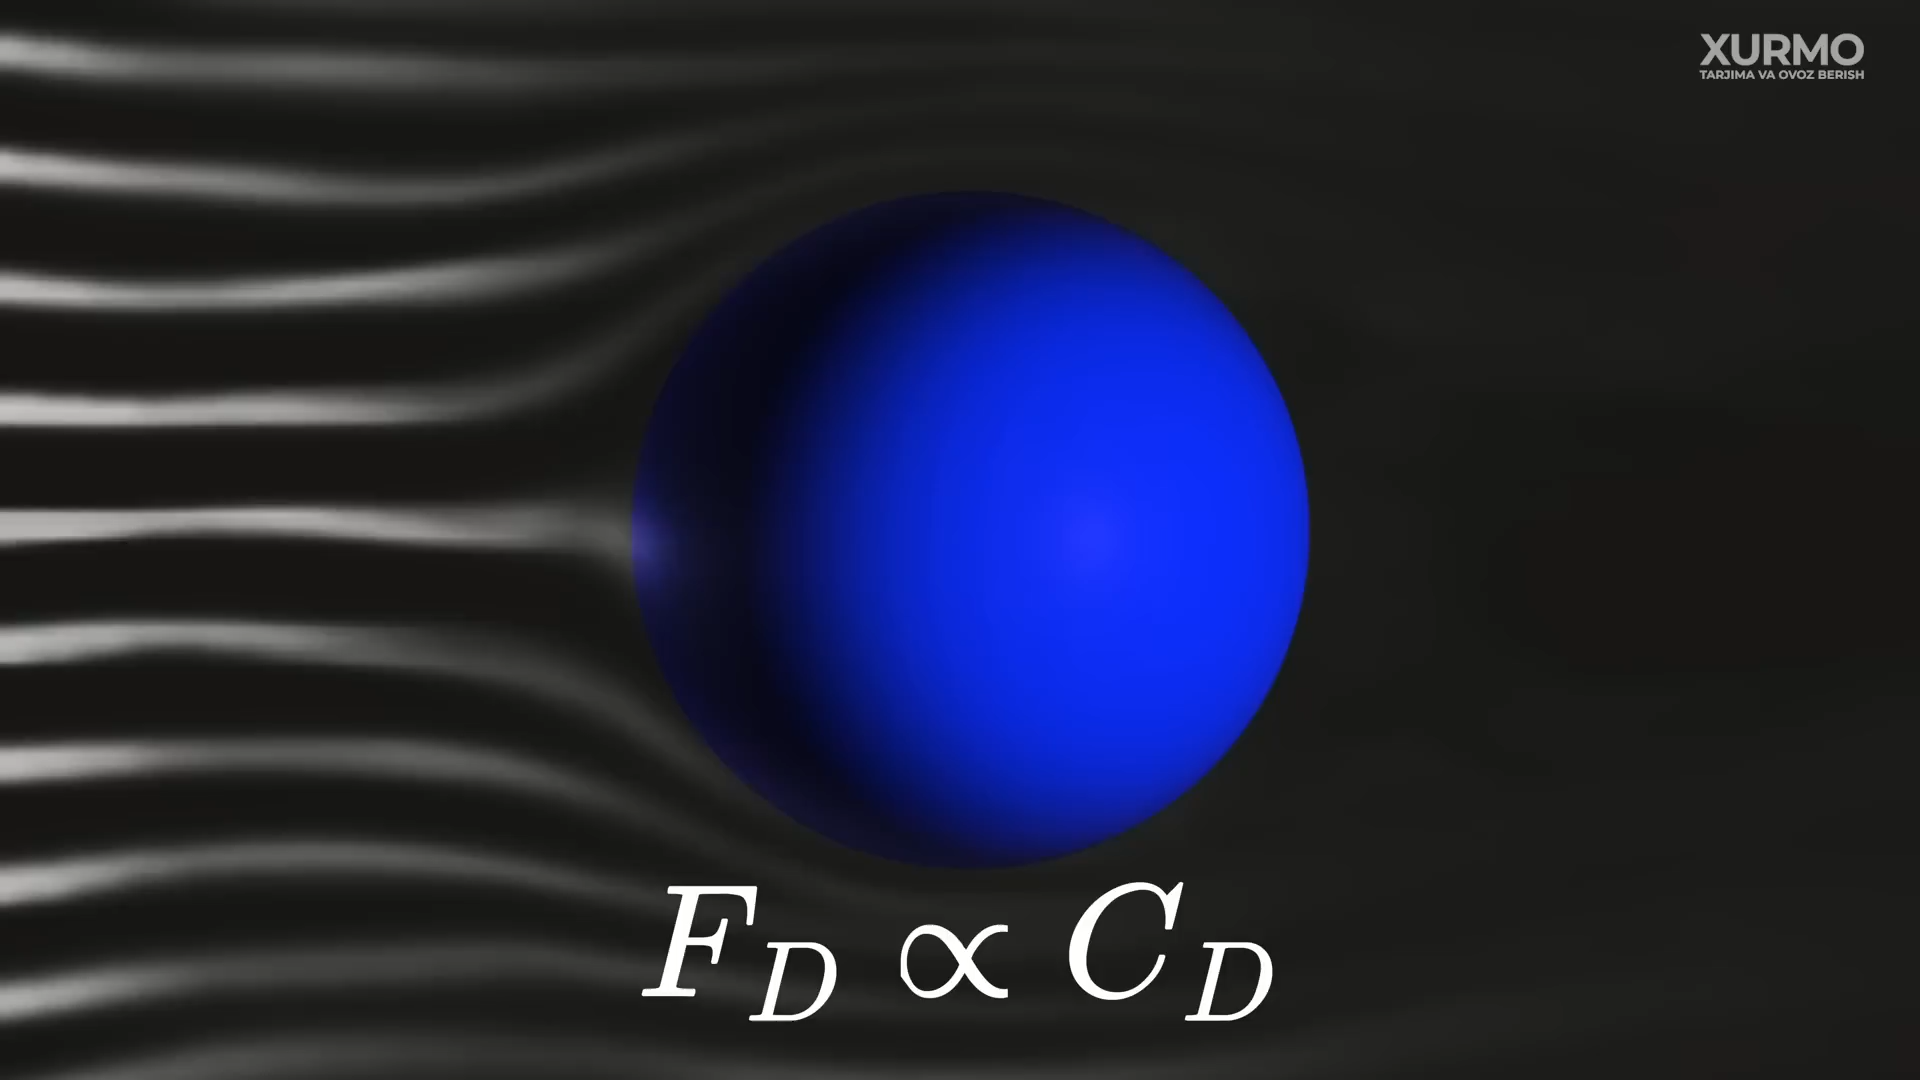 XURMO
TARJIMA VA OVOZ BERISH
F_D ∝ C_D